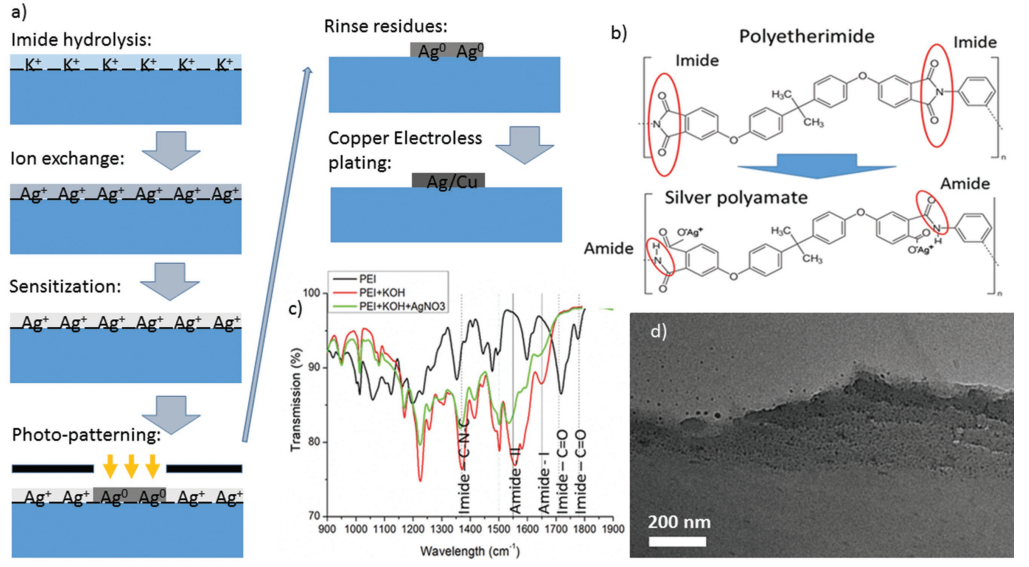 a)
Imide hydrolysis:
K⁺ K⁺ K⁺ K⁺ K⁺ K⁺
Ion exchange:
Ag⁺ Ag⁺ Ag⁺ Ag⁺ Ag⁺ Ag⁺
Sensitization:
Ag⁺ Ag⁺ Ag⁺ Ag⁺ Ag⁺ Ag⁺
Photo-patterning:
Ag⁺ Ag⁺ Ag⁰ Ag⁰ Ag⁺ Ag⁺
Rinse residues:
Ag⁰ Ag⁰
Copper Electroless
plating:
Ag/Cu
b)
Polyetherimide
Imide
Imide
O
O
N
O
O
CH₃
CH₃
O
O
N
O
n
Silver polyamate
Amide
Amide
O
O⁻Ag⁺
H
N
O
O
CH₃
CH₃
O
O
N
H
O
O⁻Ag⁺
n
c)
PEI
PEI+KOH
PEI+KOH+AgNO3
Transmission (%)
100
90
80
70
Imide – C-N-C
Amide II
Amide - I
Imide – C=O
Imide – C=O
900 1000 1100 1200 1300 1400 1500 1600 1700 1800 1900
Wavelength (cm⁻¹)
d)
200 nm